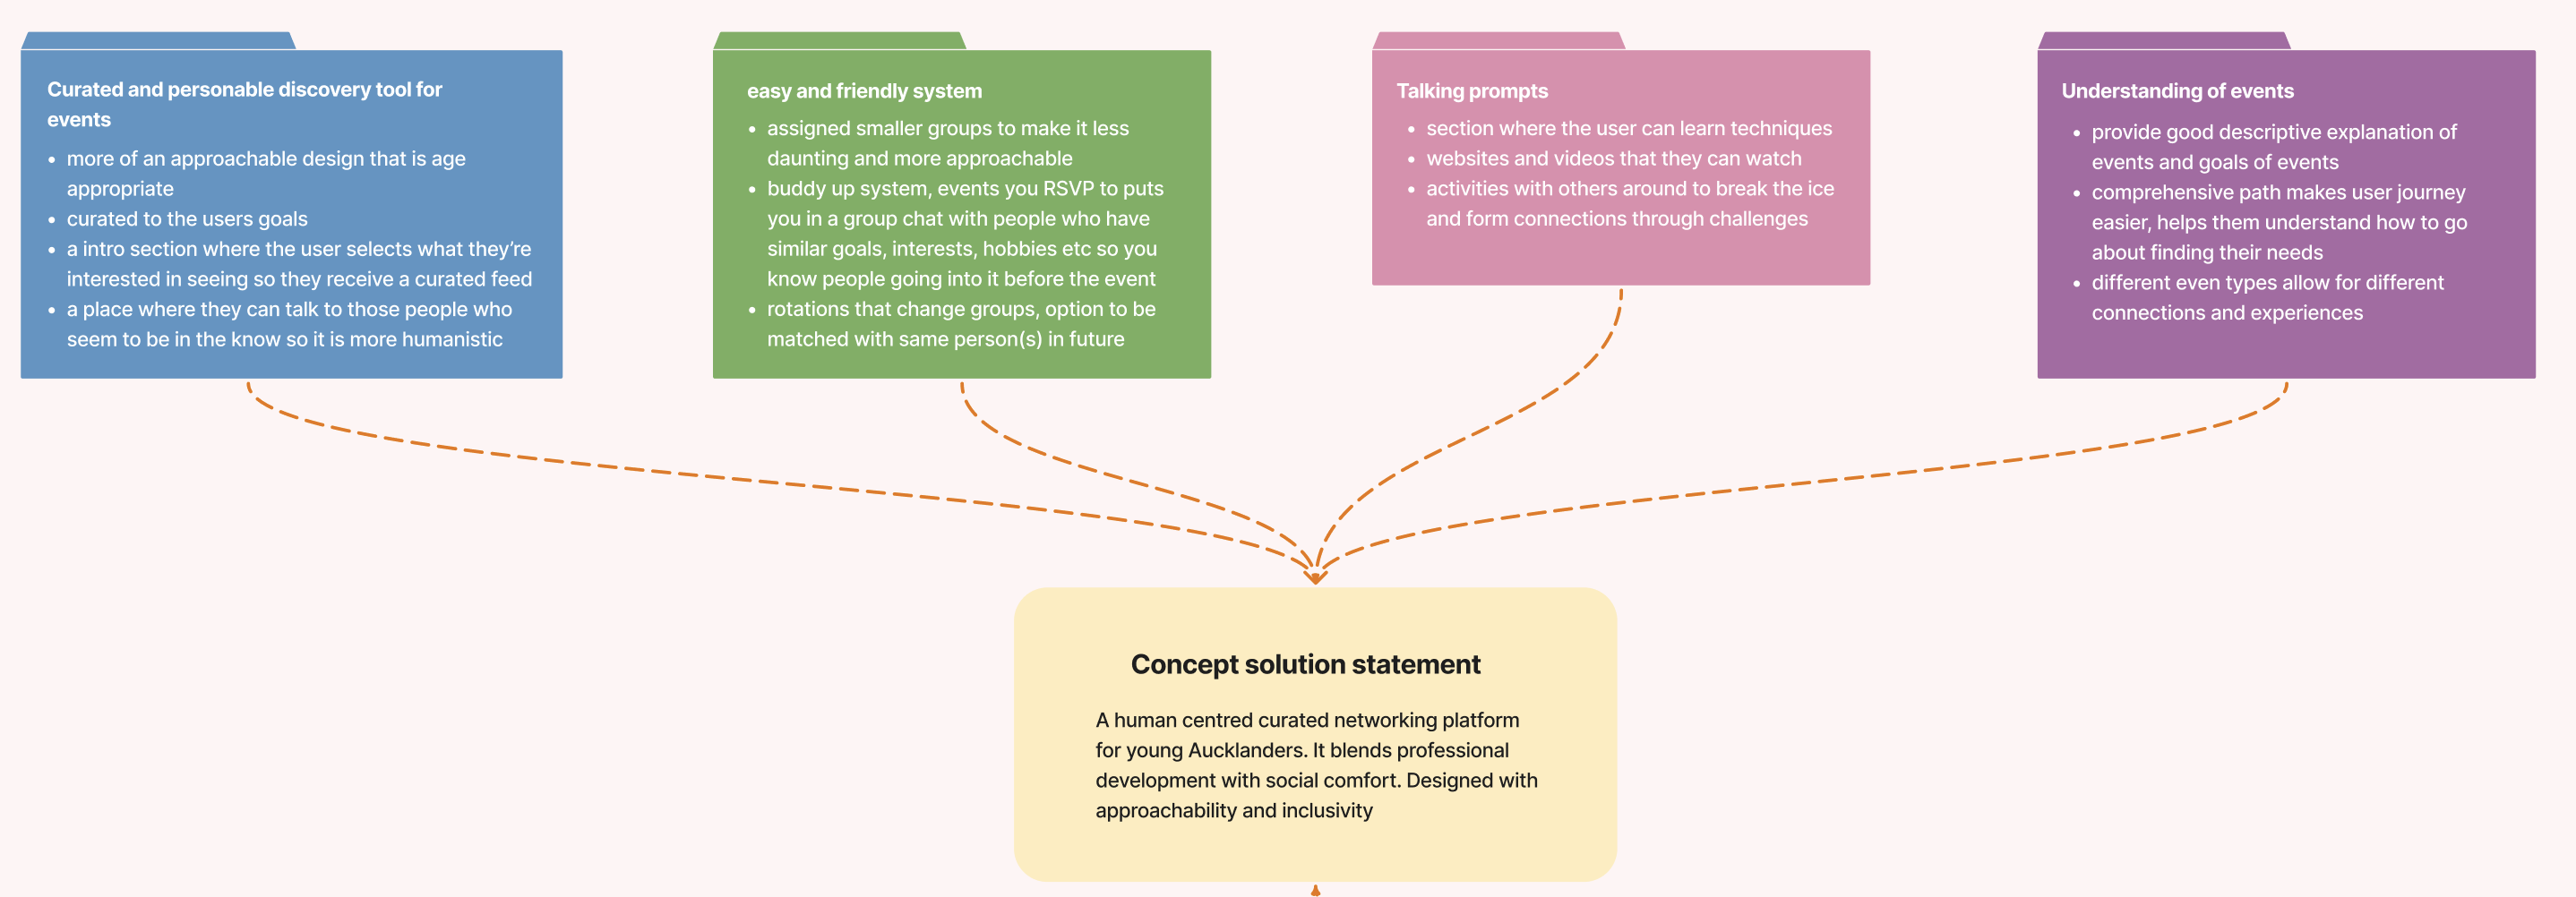 Curated and personable discovery tool for
events
• more of an approachable design that is age
appropriate
• curated to the users goals
• a intro section where the user selects what they’re
interested in seeing so they receive a curated feed
• a place where they can talk to those people who
seem to be in the know so it is more humanistic
easy and friendly system
• assigned smaller groups to make it less
daunting and more approachable
• buddy up system, events you RSVP to puts
you in a group chat with people who have
similar goals, interests, hobbies etc so you
know people going into it before the event
• rotations that change groups, option to be
matched with same person(s) in future
Talking prompts
• section where the user can learn techniques
• websites and videos that they can watch
• activities with others around to break the ice
and form connections through challenges
Understanding of events
• provide good descriptive explanation of
events and goals of events
• comprehensive path makes user journey
easier, helps them understand how to go
about finding their needs
• different even types allow for different
connections and experiences
Concept solution statement
A human centred curated networking platform
for young Aucklanders. It blends professional
development with social comfort. Designed with
approachability and inclusivity